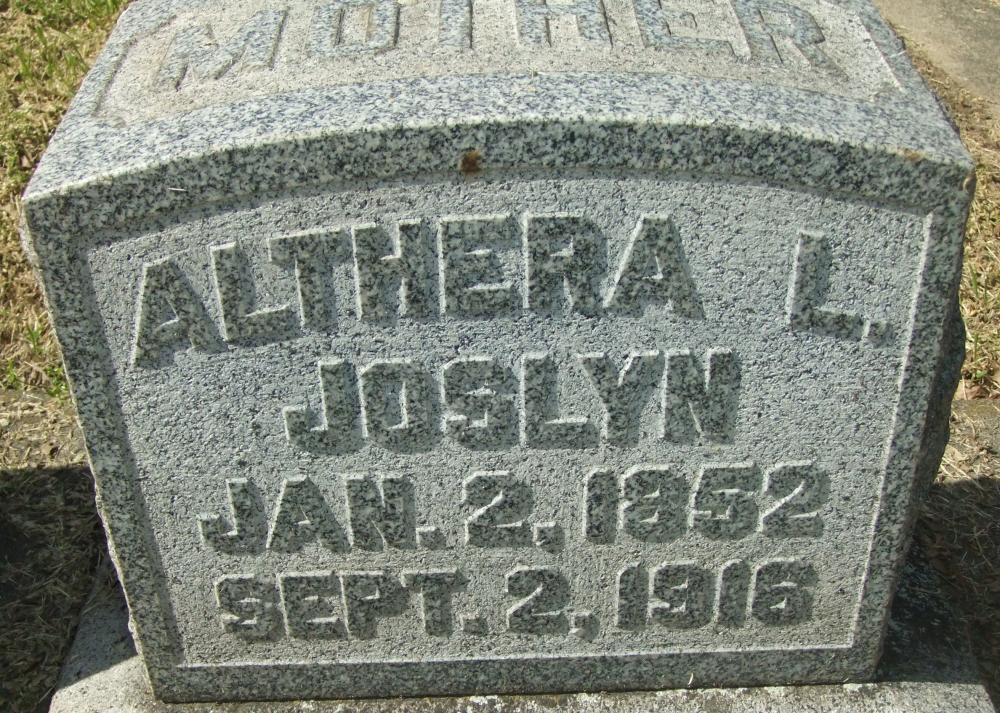 MOTHER
ALTHERA L.
JOSLYN
JAN. 2, 1852
SEPT. 2, 1916